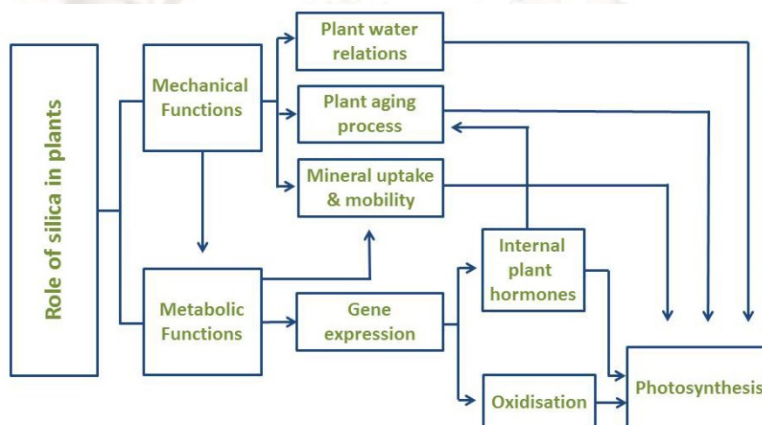 Role of silica in plants
Mechanical
Functions
Metabolic
Functions
Plant water
relations
Plant aging
process
Mineral uptake
& mobility
Gene
expression
Internal
plant
hormones
Oxidisation
Photosynthesis